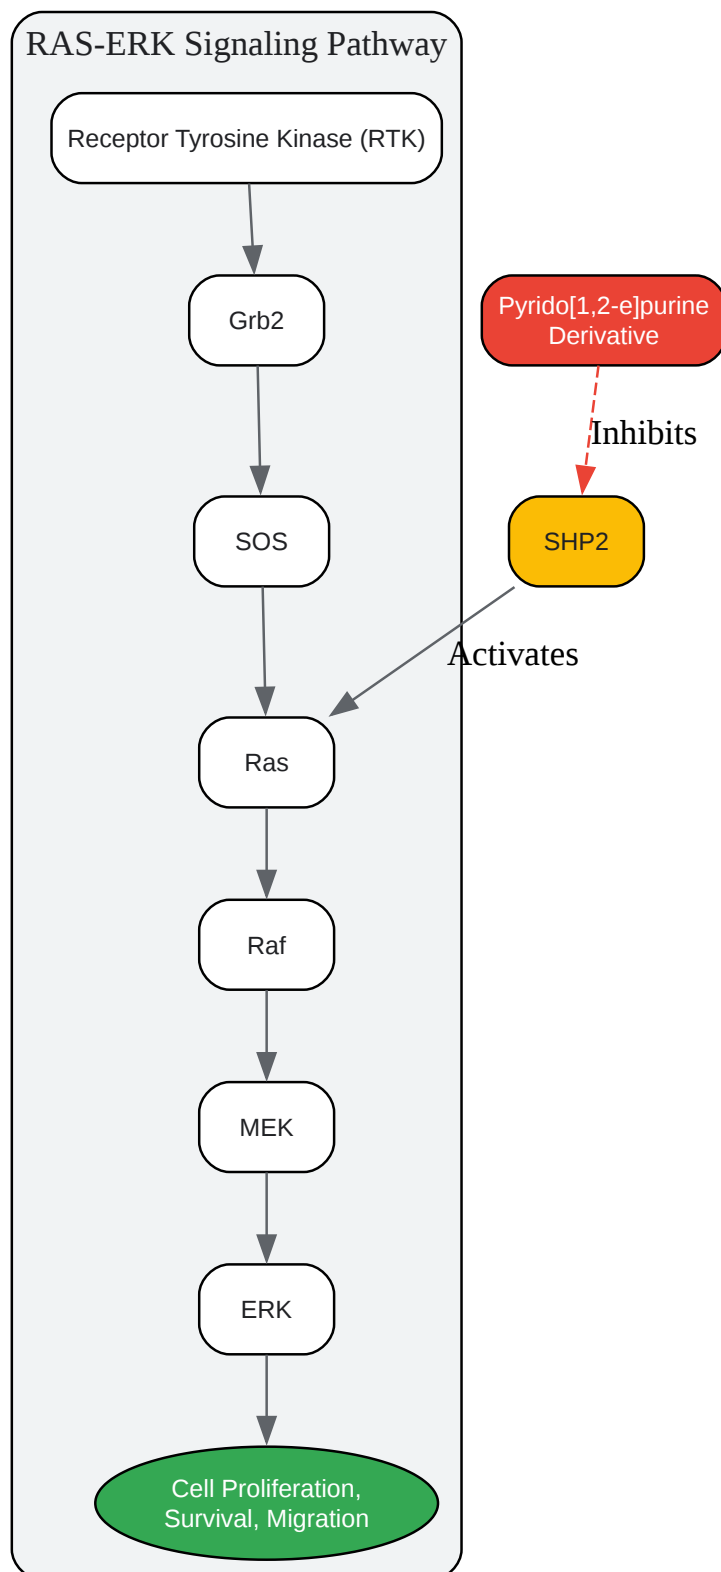 RAS-ERK Signaling Pathway
Receptor Tyrosine Kinase (RTK)
Grb2
Pyrido[1,2-e]purine
Derivative
Inhibits
SOS
SHP2
Activates
Ras
Raf
MEK
ERK
Cell Proliferation,
Survival, Migration